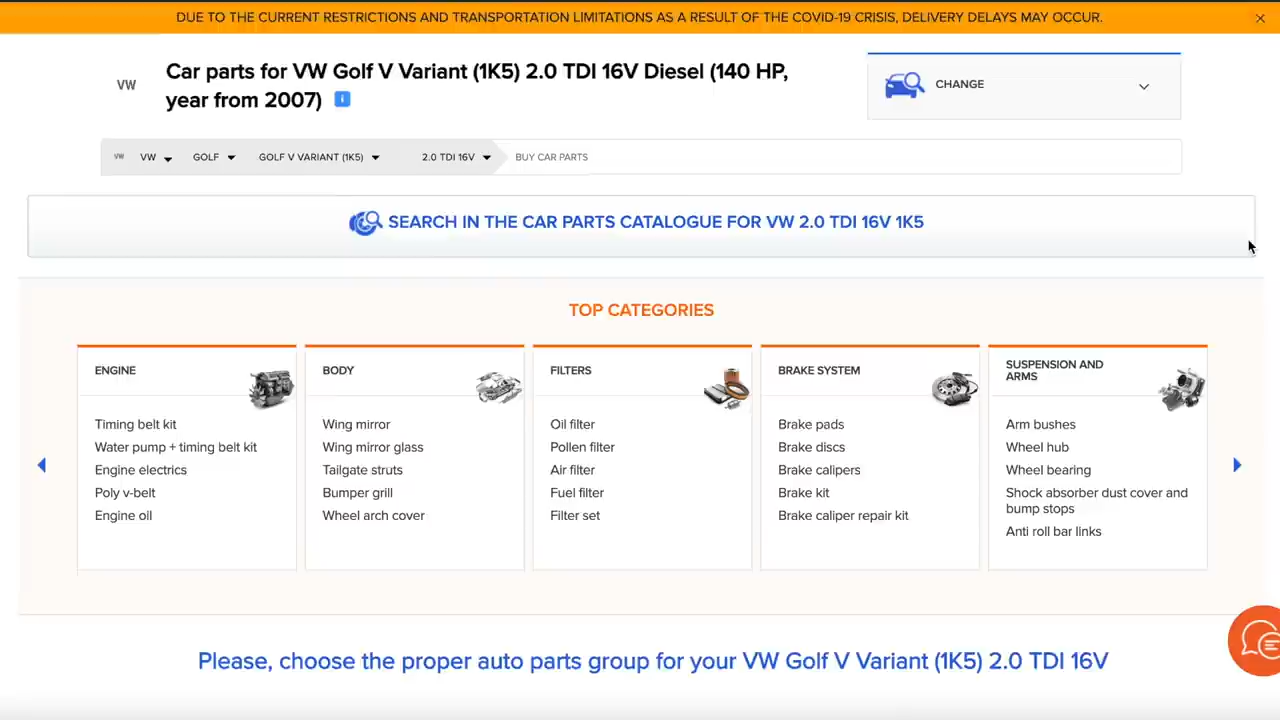 DUE TO THE CURRENT RESTRICTIONS AND TRANSPORTATION LIMITATIONS AS A RESULT OF THE COVID-19 CRISIS, DELIVERY DELAYS MAY OCCUR.
VW
Car parts for VW Golf V Variant (1K5) 2.0 TDI 16V Diesel (140 HP,
year from 2007) i
CHANGE
VW VW GOLF GOLF V VARIANT (1K5) 2.0 TDI 16V BUY CAR PARTS
SEARCH IN THE CAR PARTS CATALOGUE FOR VW 2.0 TDI 16V 1K5
TOP CATEGORIES
ENGINE
Timing belt kit
Water pump + timing belt kit
Engine electrics
Poly v-belt
Engine oil
BODY
Wing mirror
Wing mirror glass
Tailgate struts
Bumper grill
Wheel arch cover
FILTERS
Oil filter
Pollen filter
Air filter
Fuel filter
Filter set
BRAKE SYSTEM
Brake pads
Brake discs
Brake calipers
Brake kit
Brake caliper repair kit
SUSPENSION AND
ARMS
Arm bushes
Wheel hub
Wheel bearing
Shock absorber dust cover and
bump stops
Anti roll bar links
Please, choose the proper auto parts group for your VW Golf V Variant (1K5) 2.0 TDI 16V